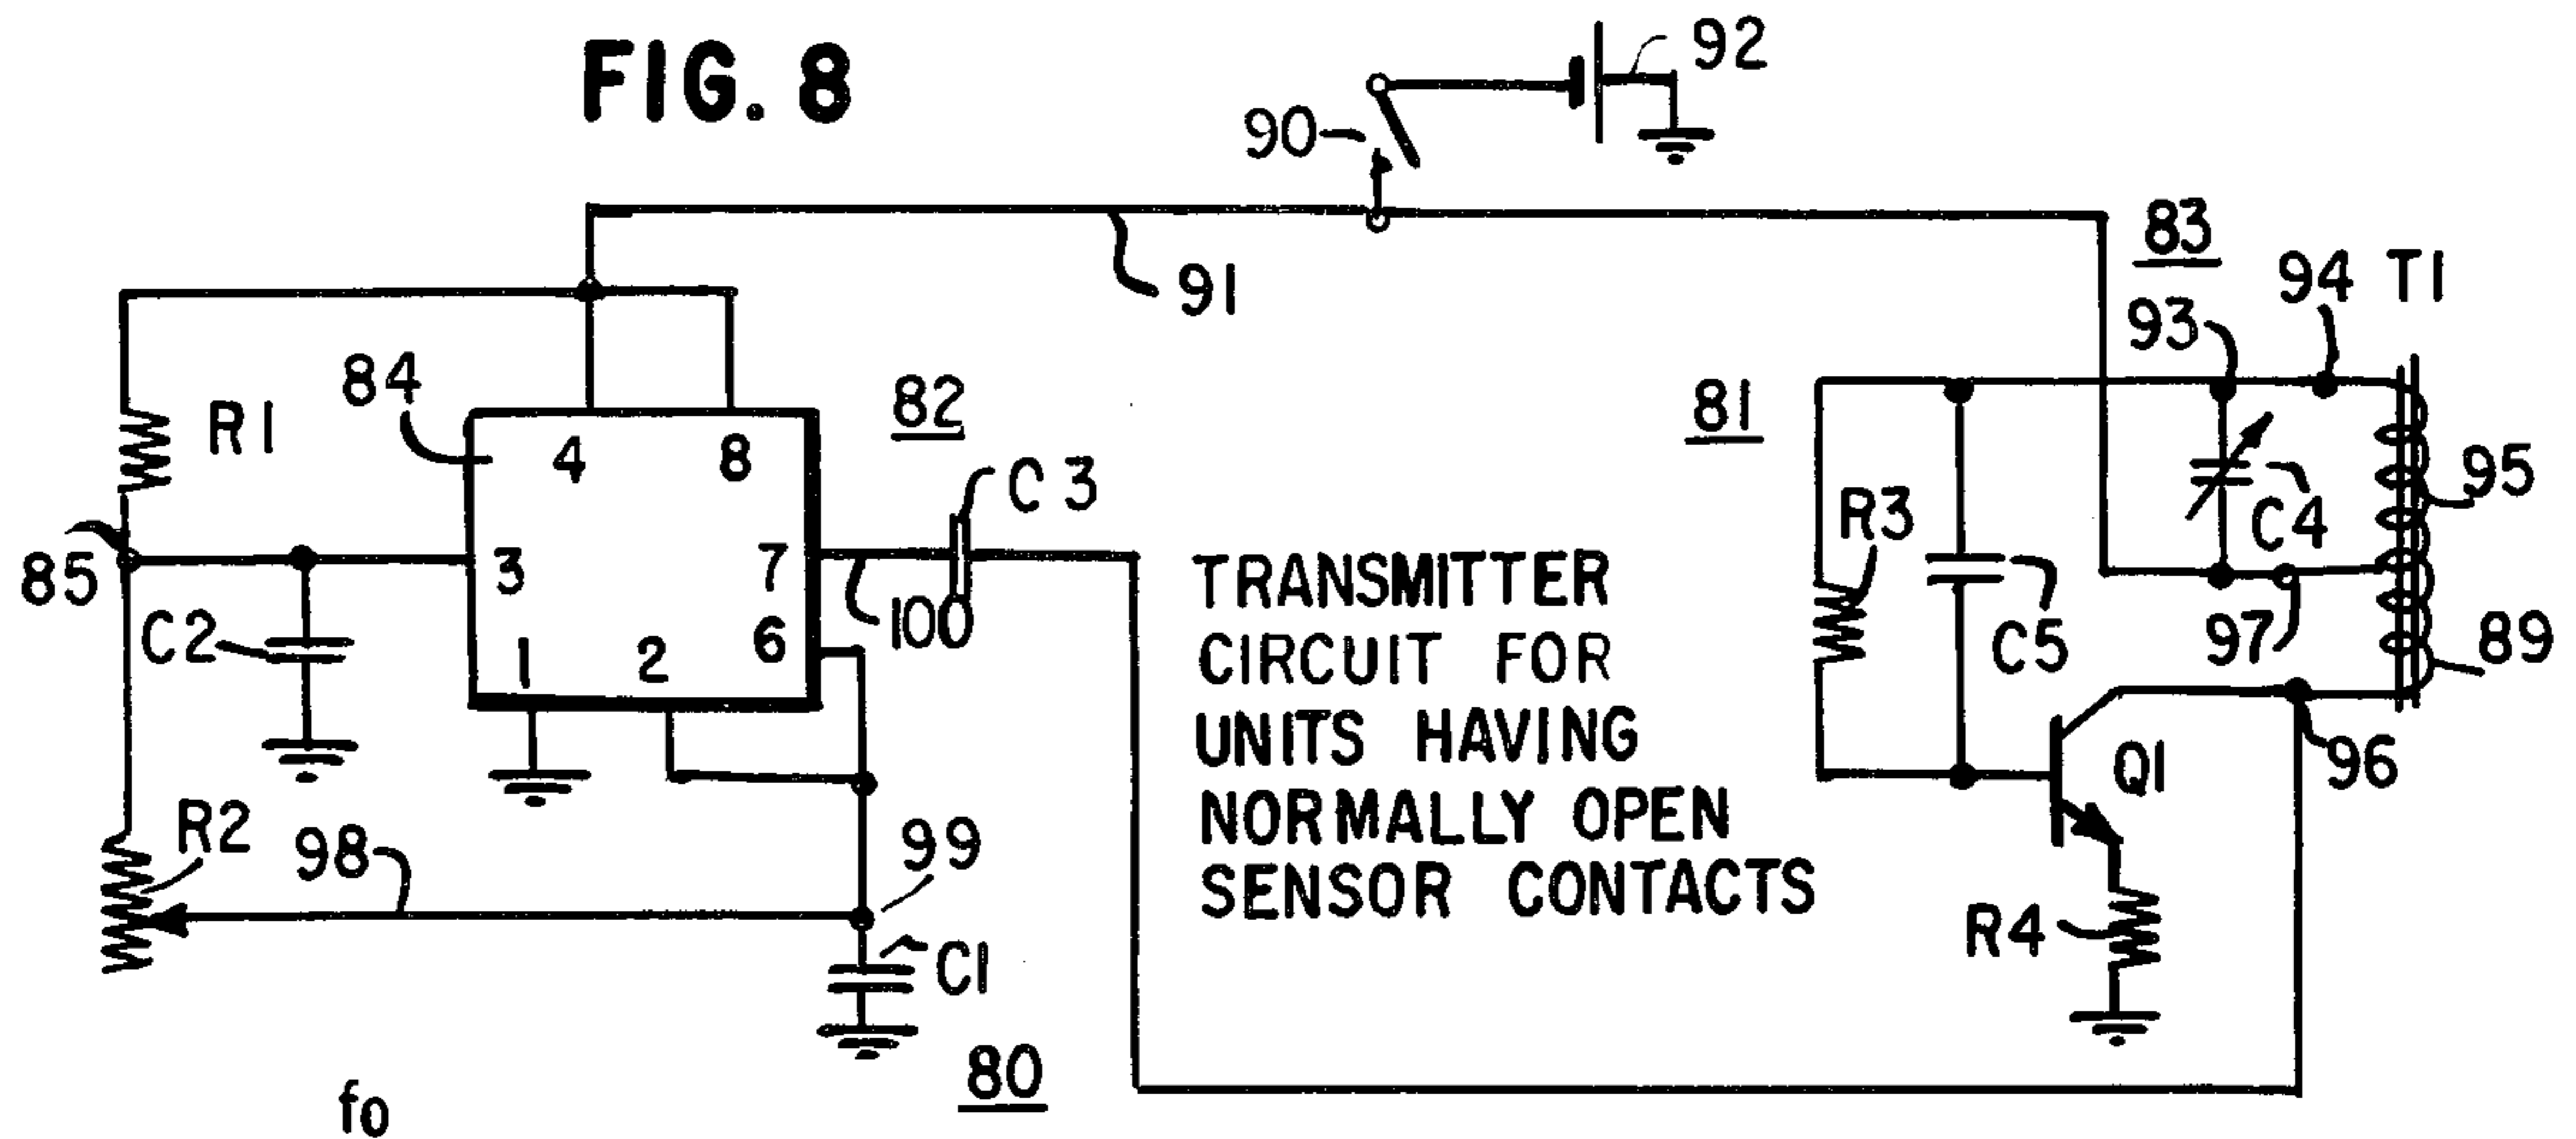 FIG. 8
92
90
91
83
94 T1
93
84
82
81
R1
4
8
C3
95
R3
C4
85
3
7
100
TRANSMITTER
CIRCUIT FOR
UNITS HAVING
NORMALLY OPEN
SENSOR CONTACTS
C2
1
2
6
C5
97
89
Q1
96
R2
98
99
R4
C1
80
fo